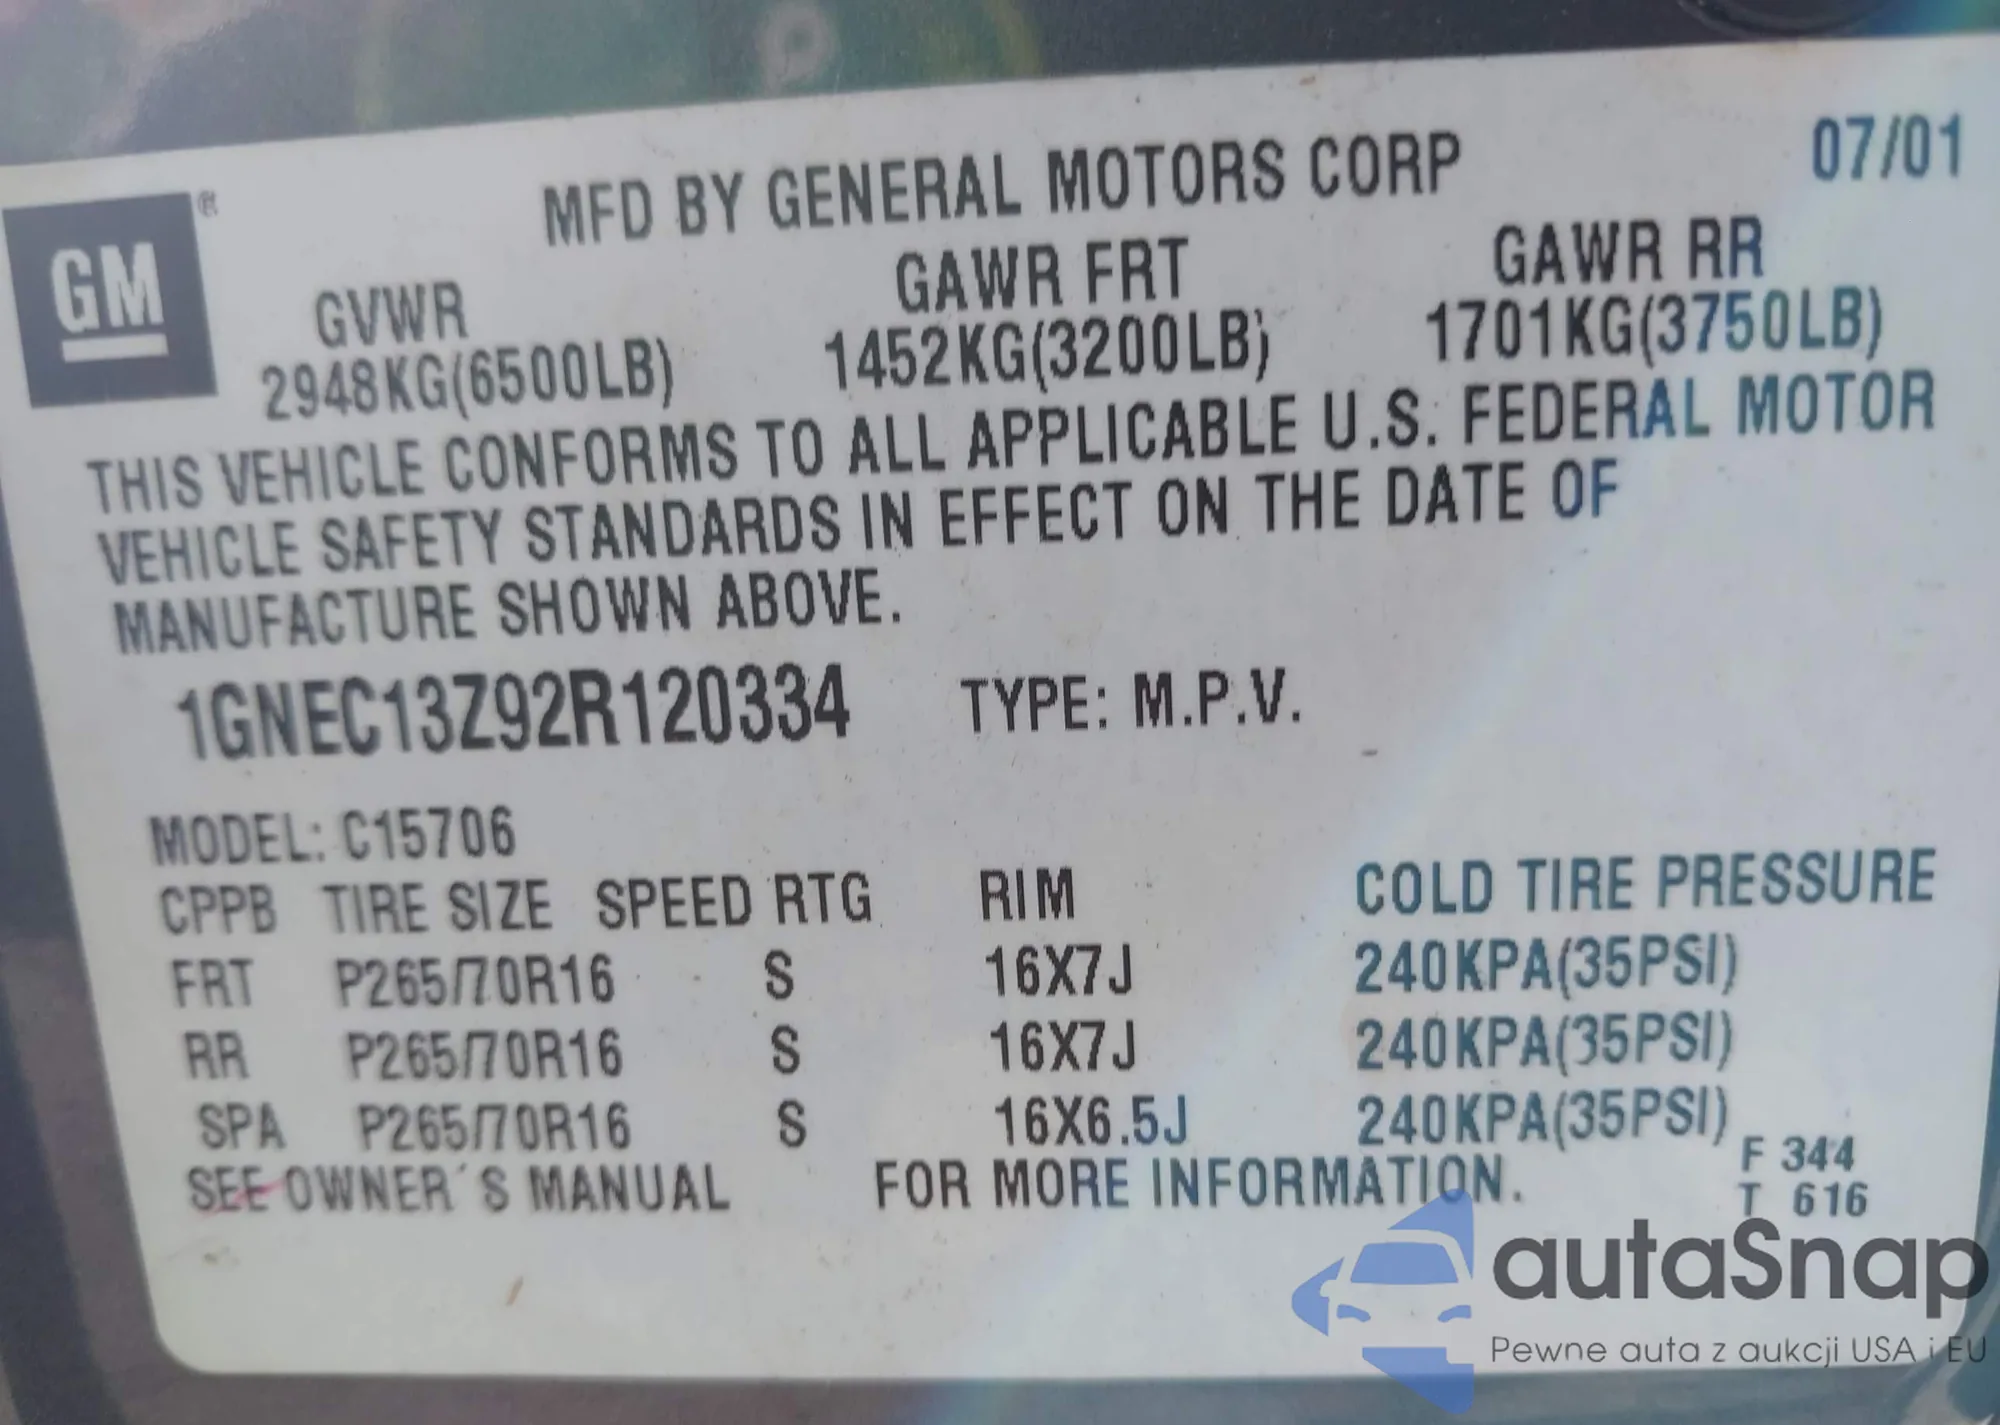 MFD BY GENERAL MOTORS CORP 07/01
GM ®
GVWR GAWR FRT GAWR RR
2948KG(6500LB) 1452KG(3200LB) 1701KG(3750LB)
THIS VEHICLE CONFORMS TO ALL APPLICABLE U.S. FEDERAL MOTOR
VEHICLE SAFETY STANDARDS IN EFFECT ON THE DATE OF
MANUFACTURE SHOWN ABOVE.
1GNEC13Z92R120334 TYPE: M.P.V.
MODEL: C15706
CPPB TIRE SIZE SPEED RTG RIM COLD TIRE PRESSURE
FRT P265/70R16 S 16X7J 240KPA(35PSI)
RR P265/70R16 S 16X7J 240KPA(35PSI)
SPA P265/70R16 S 16X6.5J 240KPA(35PSI)
SEE OWNER´S MANUAL FOR MORE INFORMATION.
F 344
T 616
autaSnap
Pewne auta z aukcji USA i EU